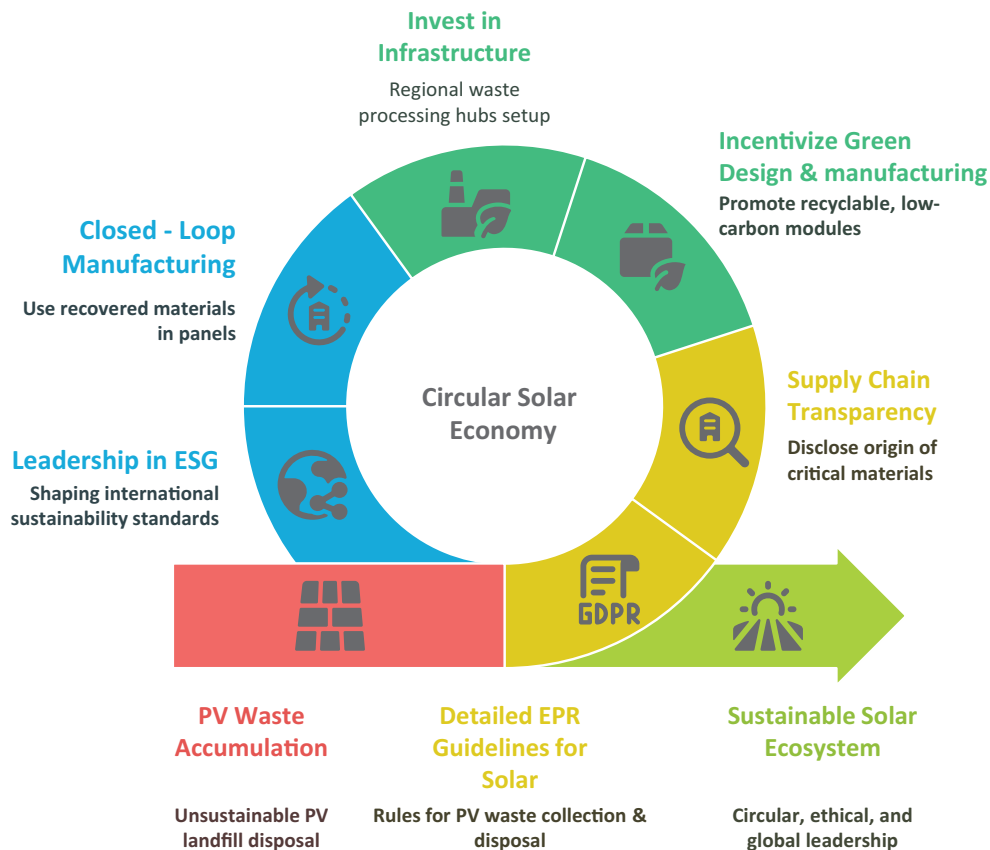 Invest in
Infrastructure
Regional waste
processing hubs setup
Incentivize Green
Design & manufacturing
Promote recyclable, low-
carbon modules
Closed - Loop
Manufacturing
Use recovered materials
in panels
Circular Solar
Economy
Supply Chain
Transparency
Disclose origin of
critical materials
Leadership in ESG
Shaping international
sustainability standards
GDPR
PV Waste
Accumulation
Unsustainable PV
landfill disposal
Detailed EPR
Guidelines for
Solar
Rules for PV waste collection &
disposal
Sustainable Solar
Ecosystem
Circular, ethical, and
global leadership